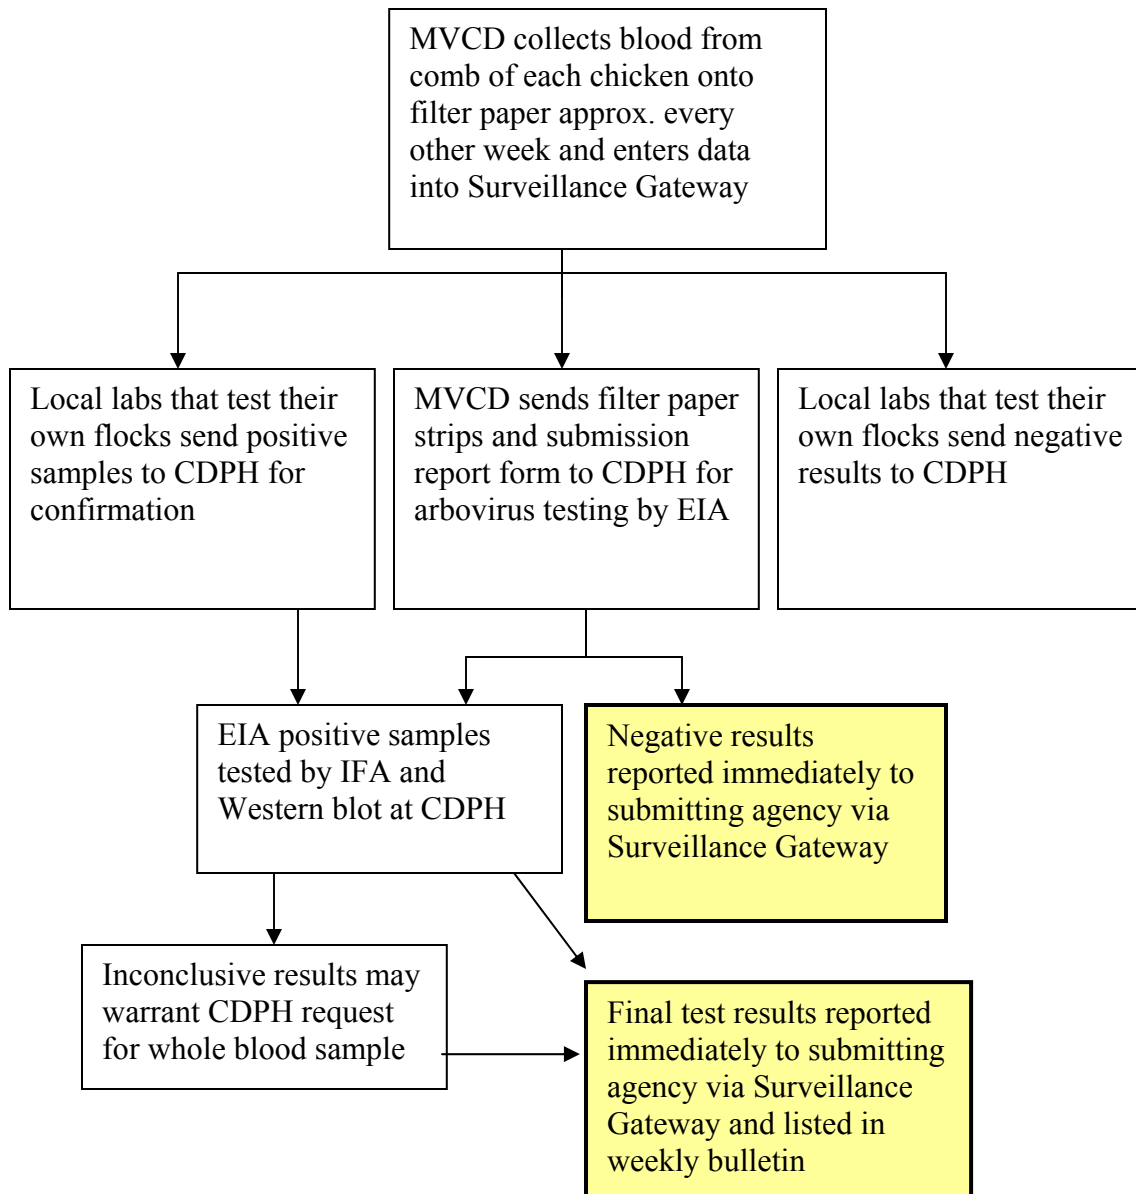 MVCD collects blood from
comb of each chicken onto
filter paper approx. every
other week and enters data
into Surveillance Gateway
Local labs that test their
own flocks send positive
samples to CDPH for
confirmation
MVCD sends filter paper
strips and submission
report form to CDPH for
arbovirus testing by EIA
Local labs that test their
own flocks send negative
results to CDPH
EIA positive samples
tested by IFA and
Western blot at CDPH
Negative results
reported immediately to
submitting agency via
Surveillance Gateway
Inconclusive results may
warrant CDPH request
for whole blood sample
Final test results reported
immediately to submitting
agency via Surveillance
Gateway and listed in
weekly bulletin